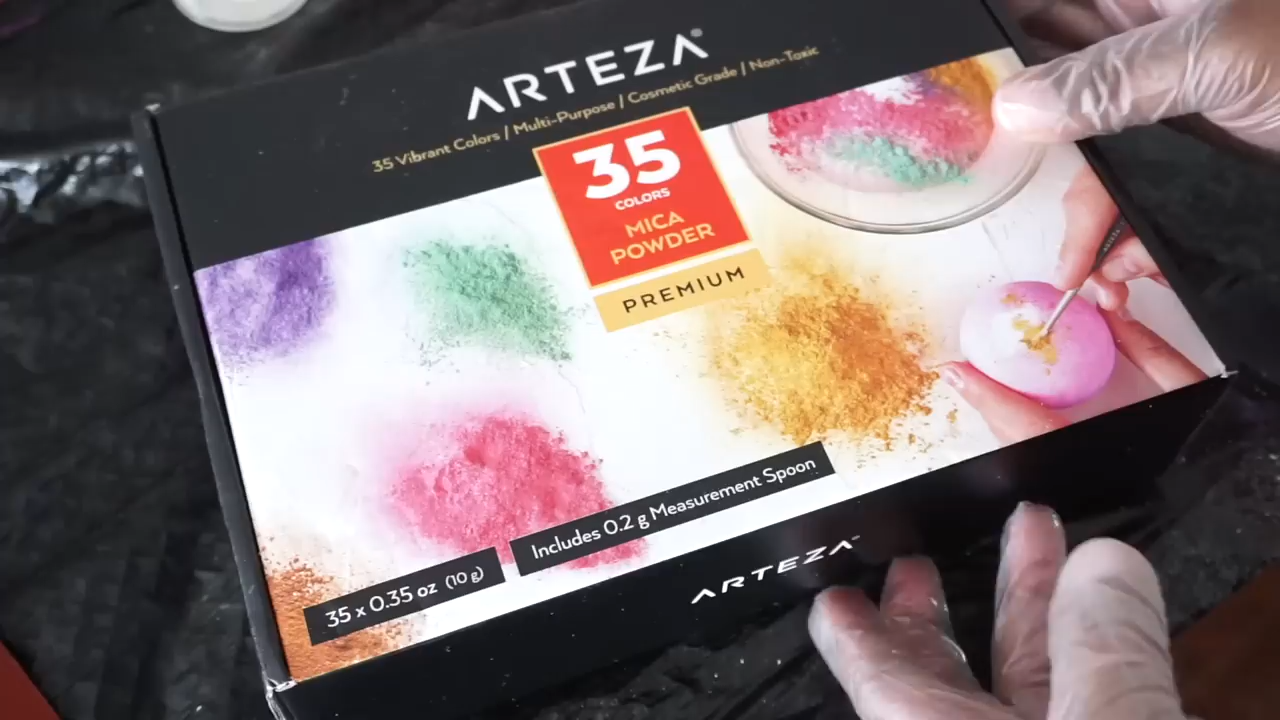 ARTEZA®
35 Vibrant Colors / Multi-Purpose / Cosmetic Grade / Non-Toxic
35
COLORS
MICA
POWDER
PREMIUM
35 x 0.35 oz (10 g)
Includes 0.2 g Measurement Spoon
ARTEZA